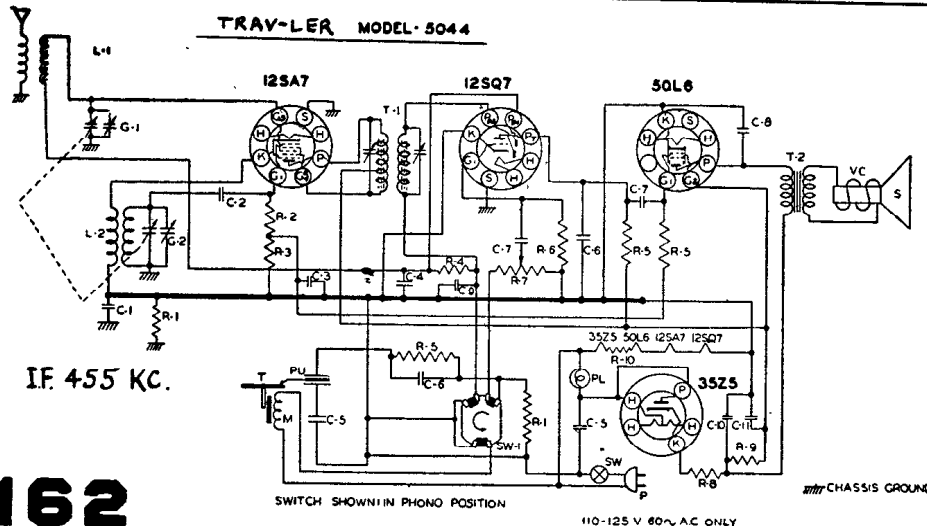 TRAV-LER MODEL-5044
12SA7
12SQ7
50L6
L-1
G-1
T-1
C-8
T-2
VC
S
G
S
H
H
K
P
G
G
K
H
H
S
Pr
K
S
H
H
P
G
G
C-2
R-2
R-3
L-2
G-2
C-7
R-6
C-6
C-7
R-5
R-5
R-4
C-3
C-4
C-9
R-7
C-1
R-1
I.F. 455 KC.
T
PU
M
C-5
R-5
C-6
C
SW-1
R-1
35Z5 50L6 12SA7 12SQ7
R-10
PL
35Z5
P
H
H
H
K
C-5
C-10
C-11
R-9
R-8
SW
P
162
SWITCH SHOWN IN PHONO POSITION
CHASSIS GROUND
110-125 V 60~ A.C ONLY